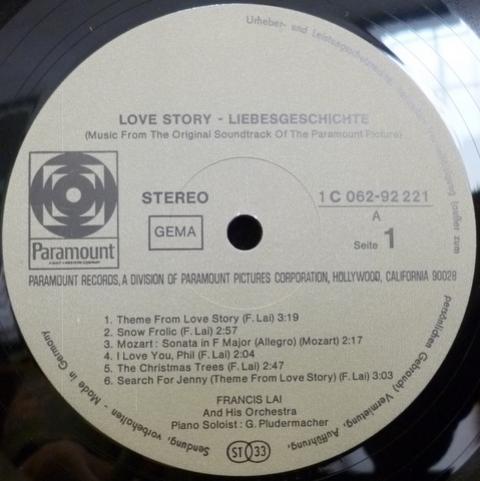 Urheber- und Leistungsschutzrechte
LOVE STORY - LIEBESGESCHICHTE
(Music From The Original Soundtrack Of The Paramount Picture)
STEREO
1 C 062-92 221
A
GEMA
Seite 1
Paramount
PARAMOUNT RECORDS, A DIVISION OF PARAMOUNT PICTURES CORPORATION, HOLLYWOOD, CALIFORNIA 90028
1. Theme From Love Story (F. Lai) 3:19
2. Snow Frolic (F. Lai) 2:57
3. Mozart: Sonata in F Major (Allegro) (Mozart) 2:17
4. I Love You, Phil (F. Lai) 2:04
5. The Christmas Trees (F. Lai) 2:47
6. Search For Jenny (Theme From Love Story) (F. Lai) 3:03
FRANCIS LAI
And His Orchestra
Piano Soloist: G. Pludermacher
(außer zum persönlichen Gebrauch) Vermietung, Aufführung, Sendung, vorbehalten - Made in Germany
ST 33